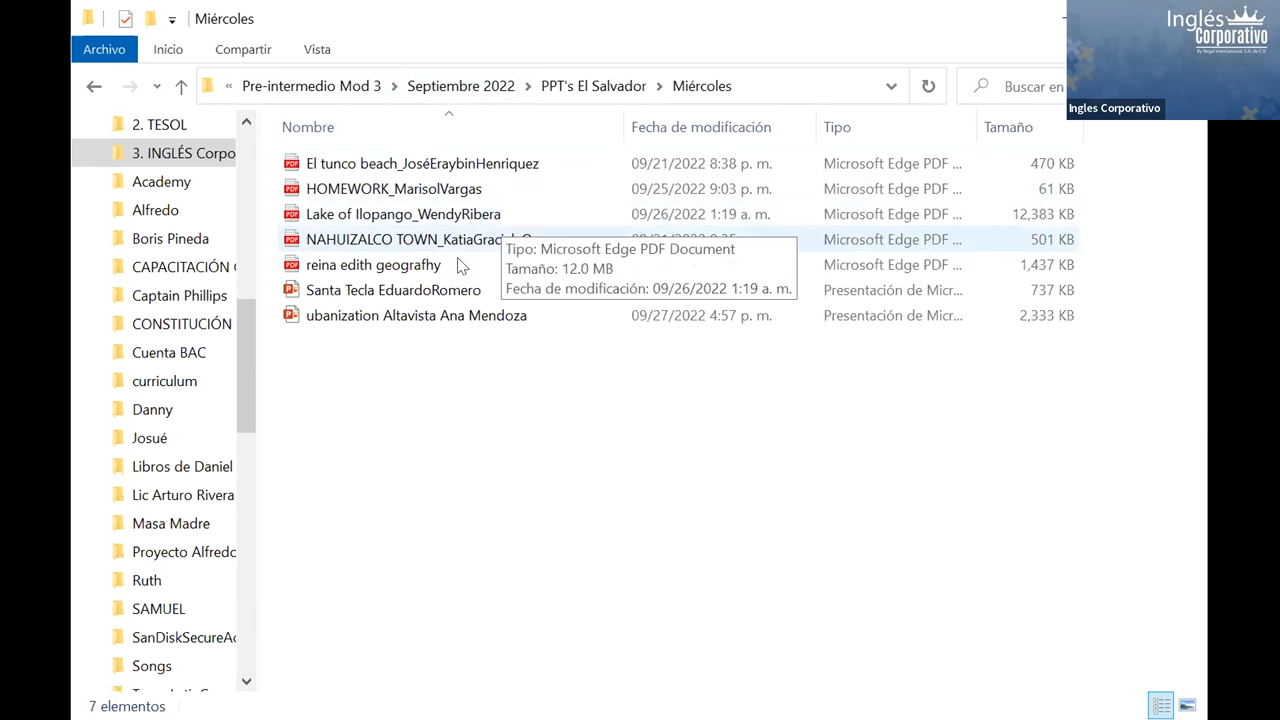 Miércoles
Inglés
Corporativo
By Regal International, S.A. de C.V.
Ingles Corporativo
Archivo Inicio Compartir Vista
« Pre-intermedio Mod 3 > Septiembre 2022 > PPT's El Salvador > Miércoles
Buscar en
Nombre Fecha de modificación Tipo Tamaño
El tunco beach_JoséEraybinHenriquez 09/21/2022 8:38 p. m. Microsoft Edge PDF ... 470 KB
HOMEWORK_MarisolVargas 09/25/2022 9:03 p. m. Microsoft Edge PDF ... 61 KB
Lake of Ilopango_WendyRibera 09/26/2022 1:19 a. m. Microsoft Edge PDF ... 12,383 KB
NAHUIZALCO TOWN_KatiaGrac Microsoft Edge PDF ... 501 KB
reina edith geografhy Microsoft Edge PDF ... 1,437 KB
Santa Tecla EduardoRomero Presentación de Micr... 737 KB
ubanization Altavista Ana Mendoza 09/27/2022 4:57 p. m. Presentación de Micr... 2,333 KB
Tipo: Microsoft Edge PDF Document
Tamaño: 12.0 MB
Fecha de modificación: 09/26/2022 1:19 a. m.
2. TESOL
3. INGLÉS Corpo
Academy
Alfredo
Boris Pineda
CAPACITACIÓN
Captain Phillips
CONSTITUCIÓN
Cuenta BAC
curriculum
Danny
Josué
Libros de Daniel
Lic Arturo Rivera
Masa Madre
Proyecto Alfredo
Ruth
SAMUEL
SanDiskSecureAc
Songs
7 elementos